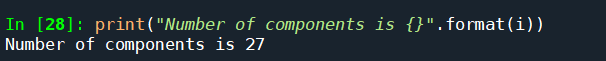 In [28]: print("Number of components is {}".format(i))
Number of components is 27